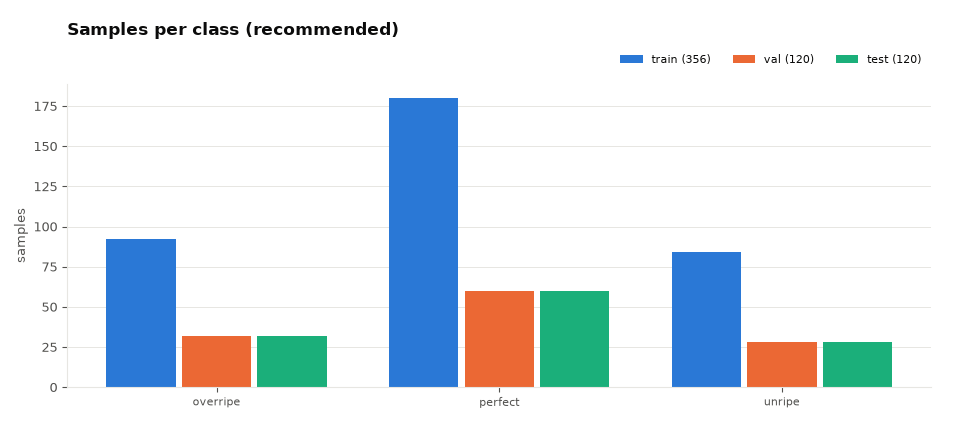 Samples per class (recommended)
train (356) val (120) test (120)
175
150
125
100
75
50
25
0
samples
overripe perfect unripe